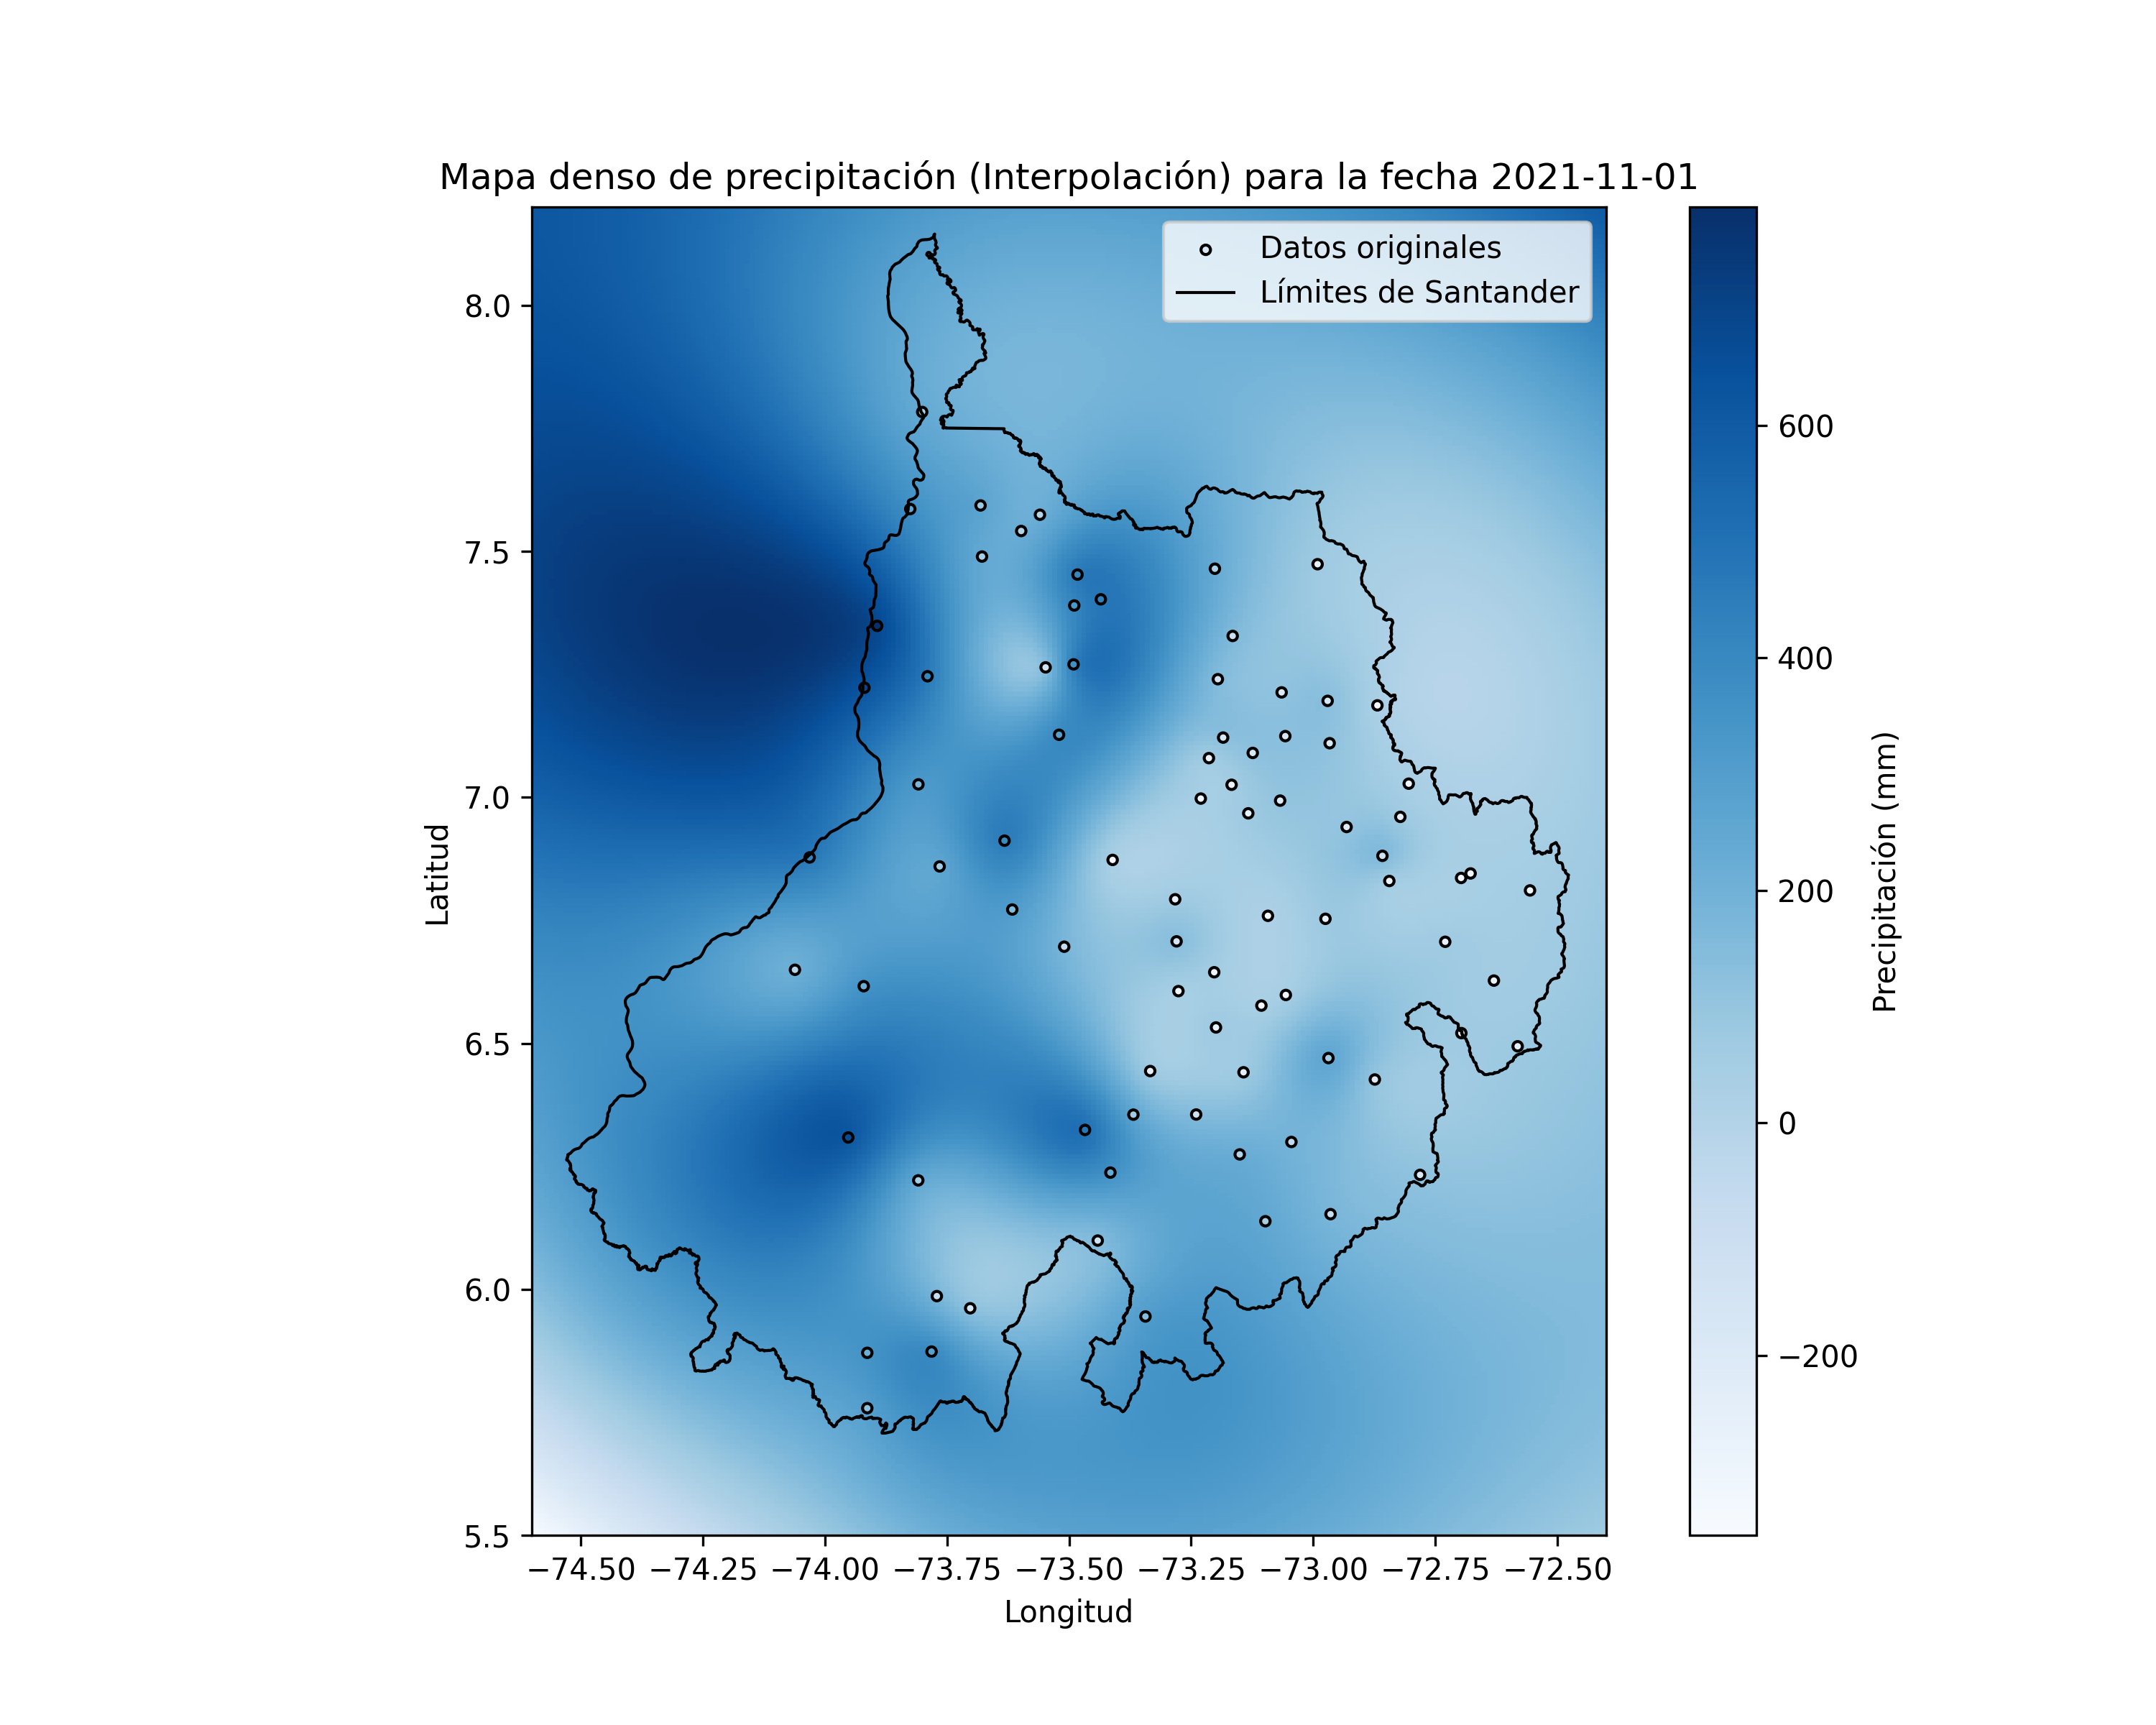 Mapa denso de precipitación (Interpolación) para la fecha 2021-11-01
Datos originales
Límites de Santander
8.0
7.5
7.0
6.5
6.0
5.5
Latitud
−74.50 −74.25 −74.00 −73.75 −73.50 −73.25 −73.00 −72.75 −72.50
Longitud
600
400
200
0
−200
Precipitación (mm)